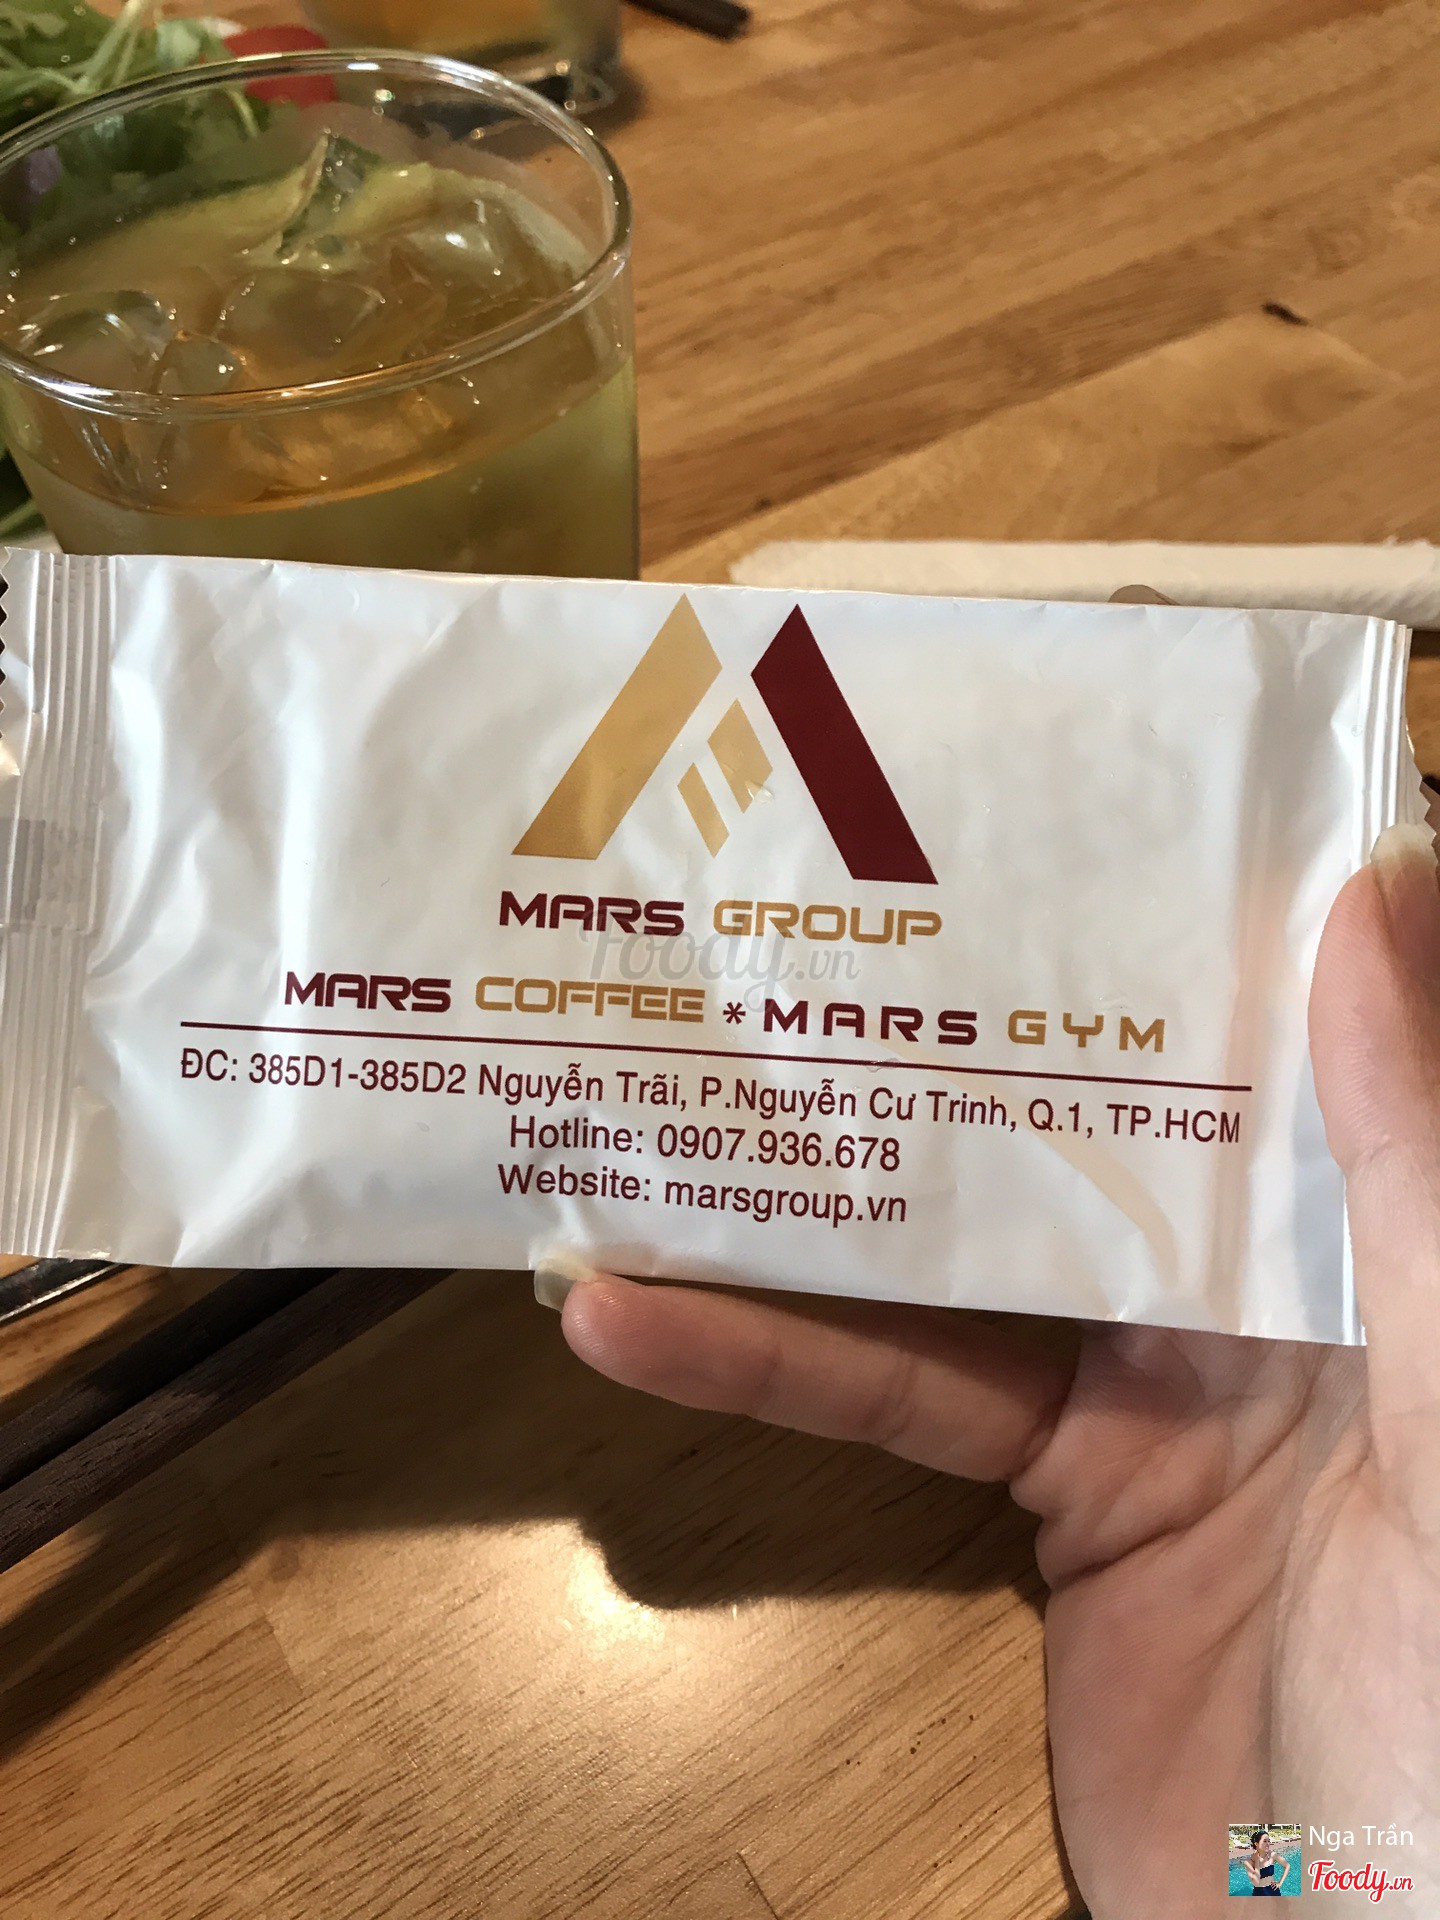 MARS GROUP
Foody.vn
MARS COFFEE * MARS GYM
ĐC: 385D1-385D2 Nguyễn Trãi, P.Nguyễn Cư Trinh, Q.1, TP.HCM
Hotline: 0907.936.678
Website: marsgroup.vn
Nga Trần
Foody.vn